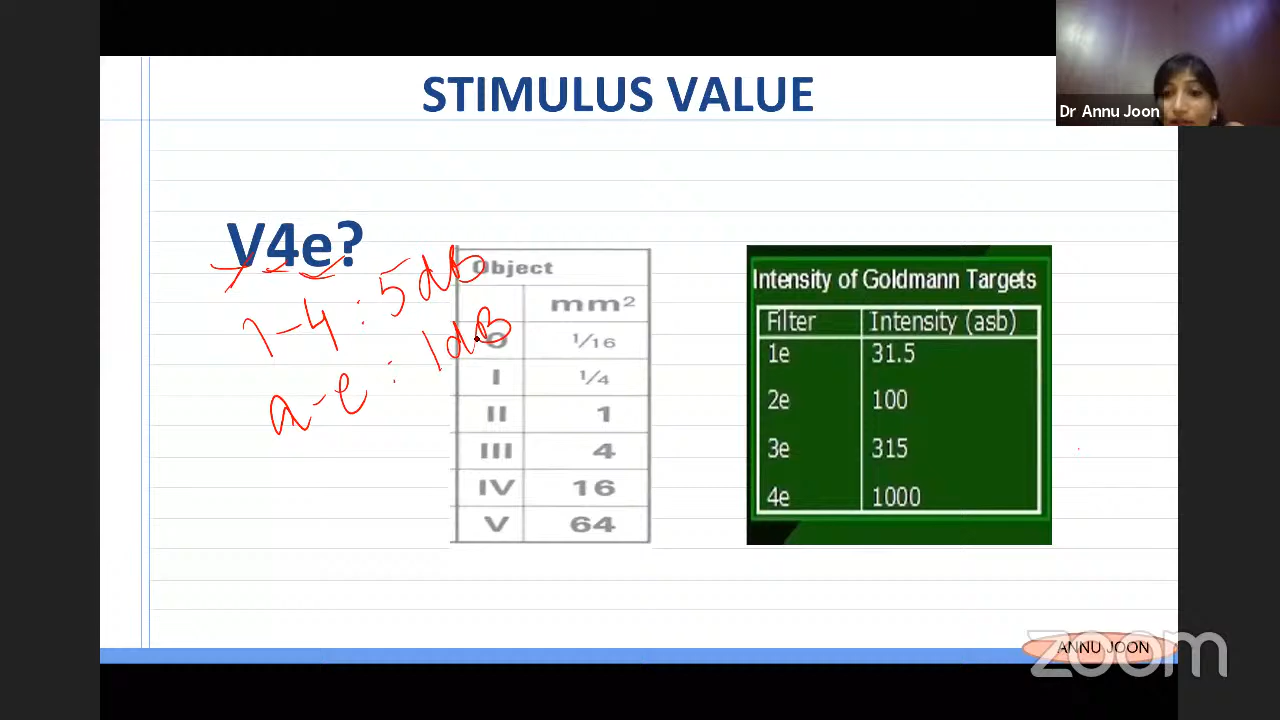 STIMULUS VALUE
Dr Annu Joon
V4e?
1-4 : 5dB
a-e : 1dB
Object
mm²
0 1/16
I 1/4
II 1
III 4
IV 16
V 64
Intensity of Goldmann Targets
Filter Intensity (asb)
1e 31.5
2e 100
3e 315
4e 1000
ANNU JOON
zoom